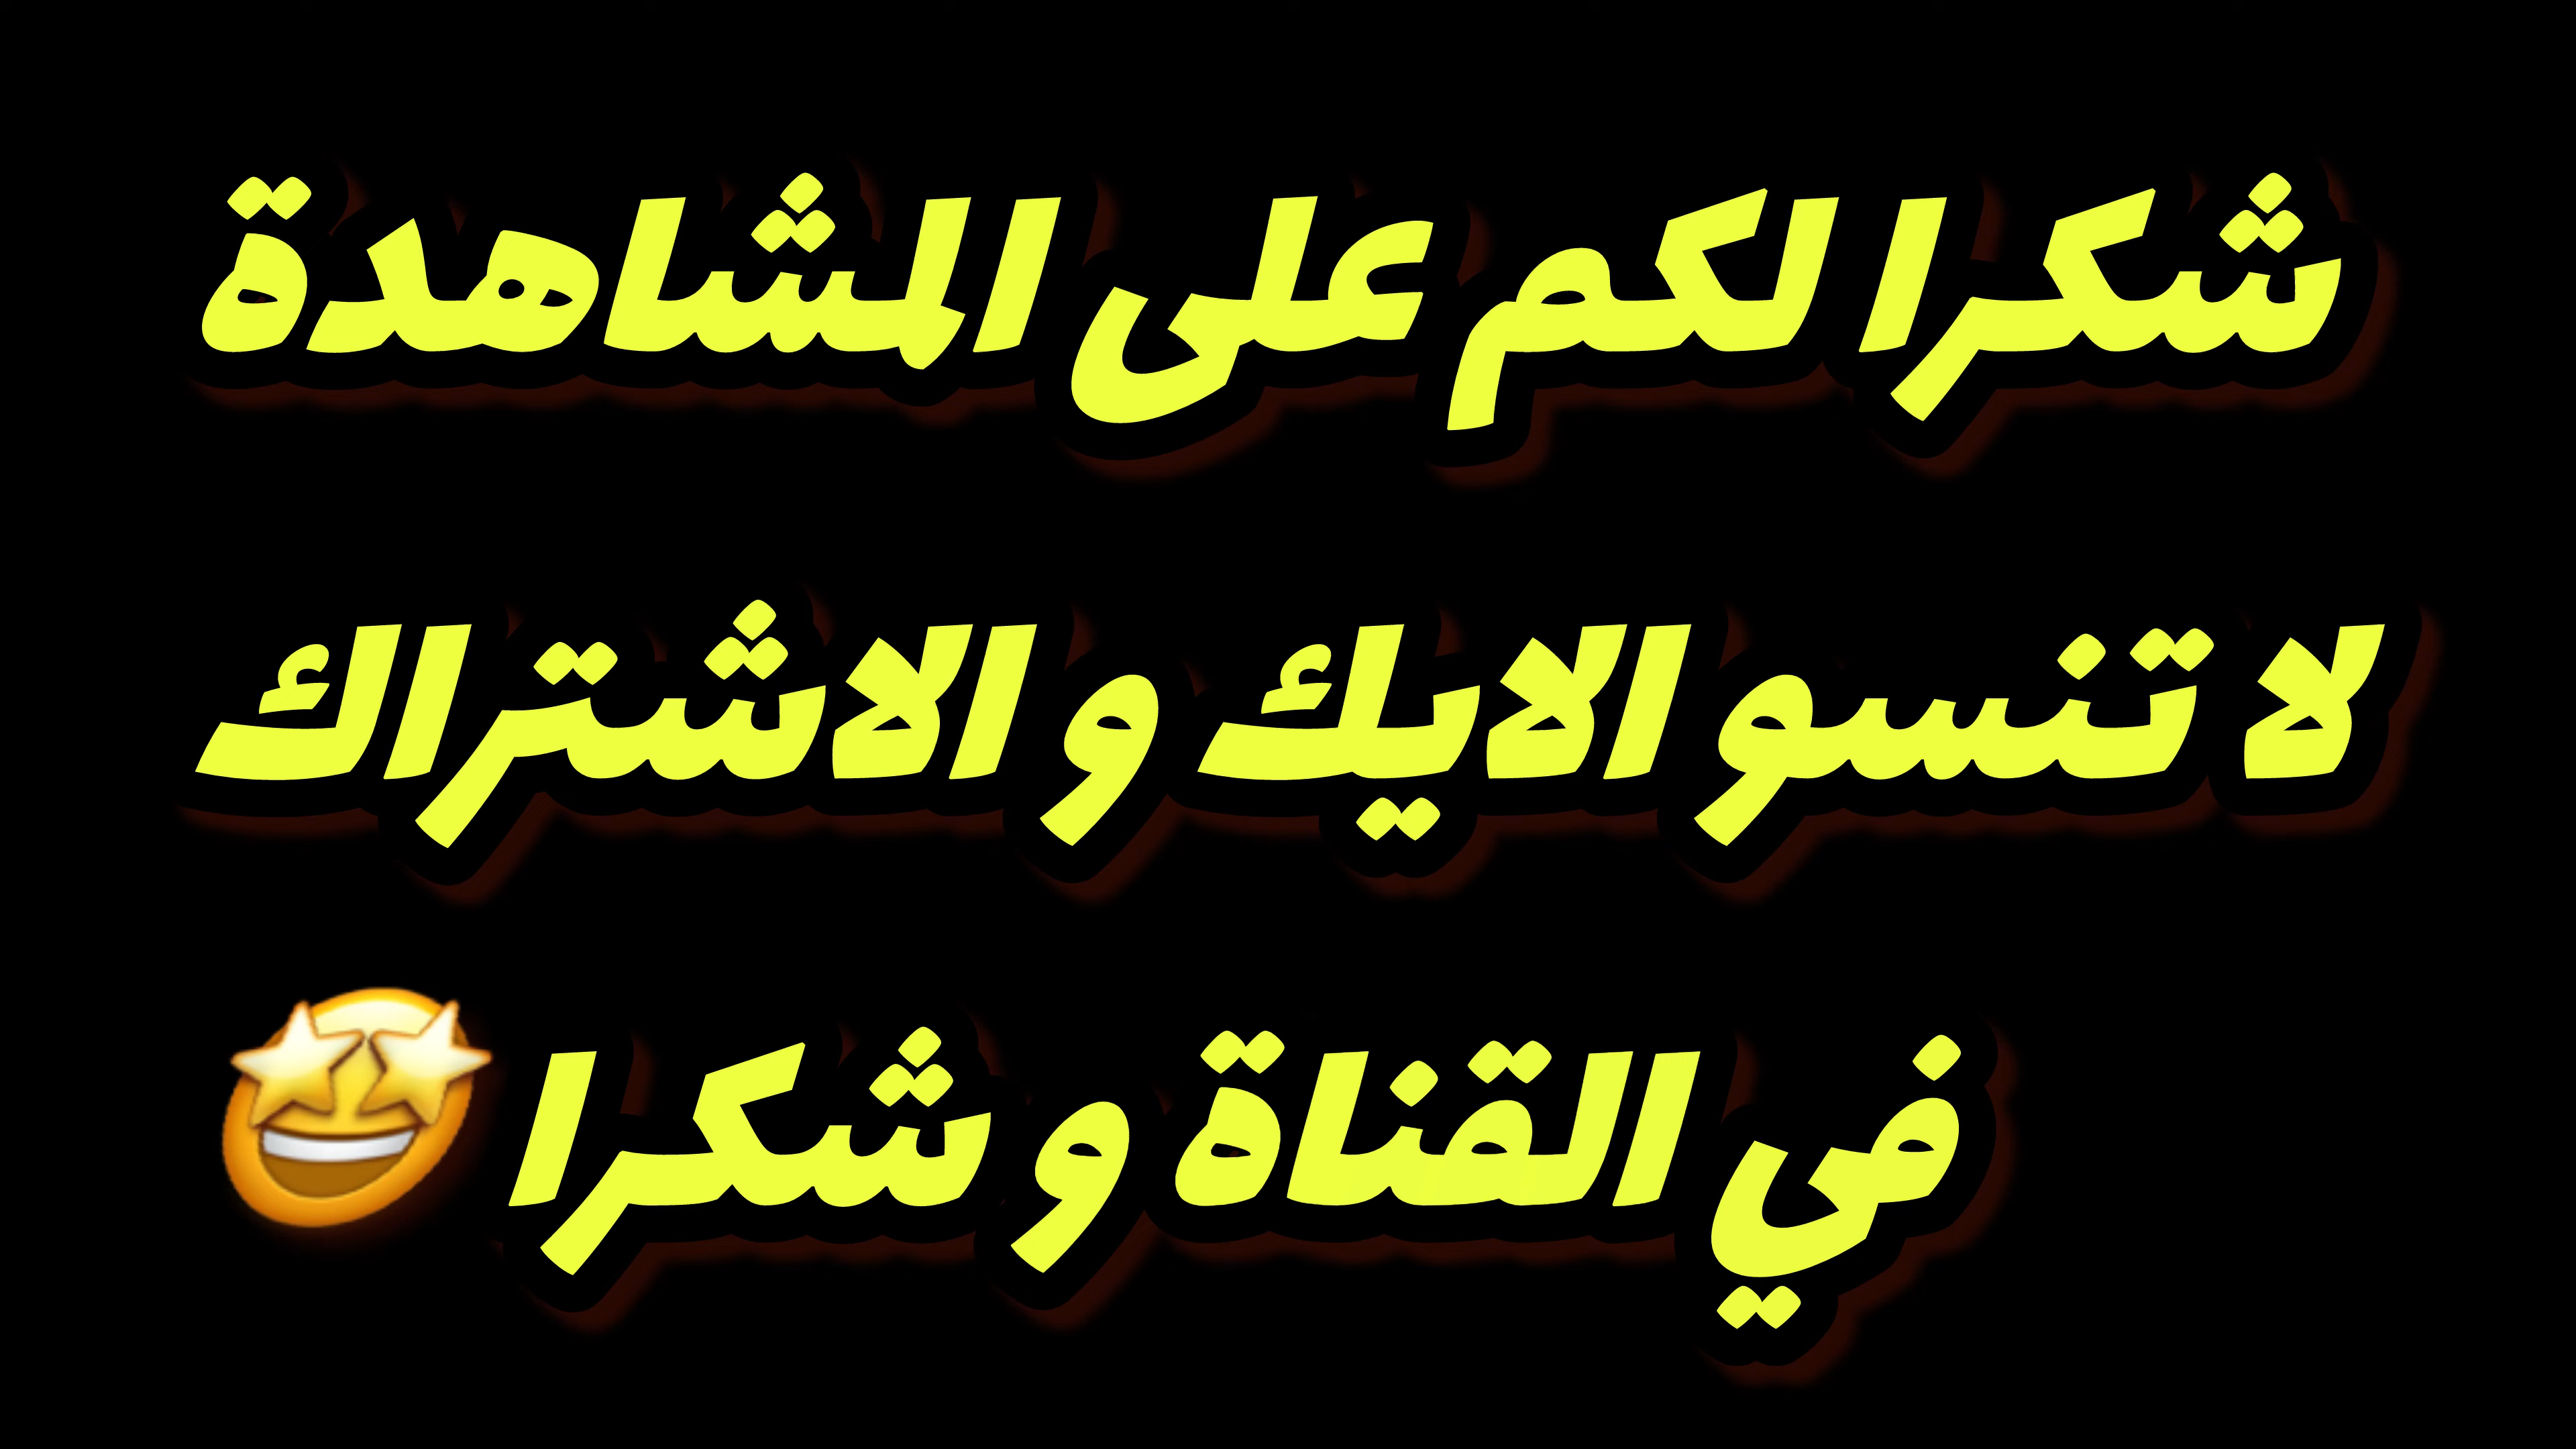 شكرا لكم على المشاهدة
لا تنسو الايك و الاشتراك
في القناة و شكرا 🤩